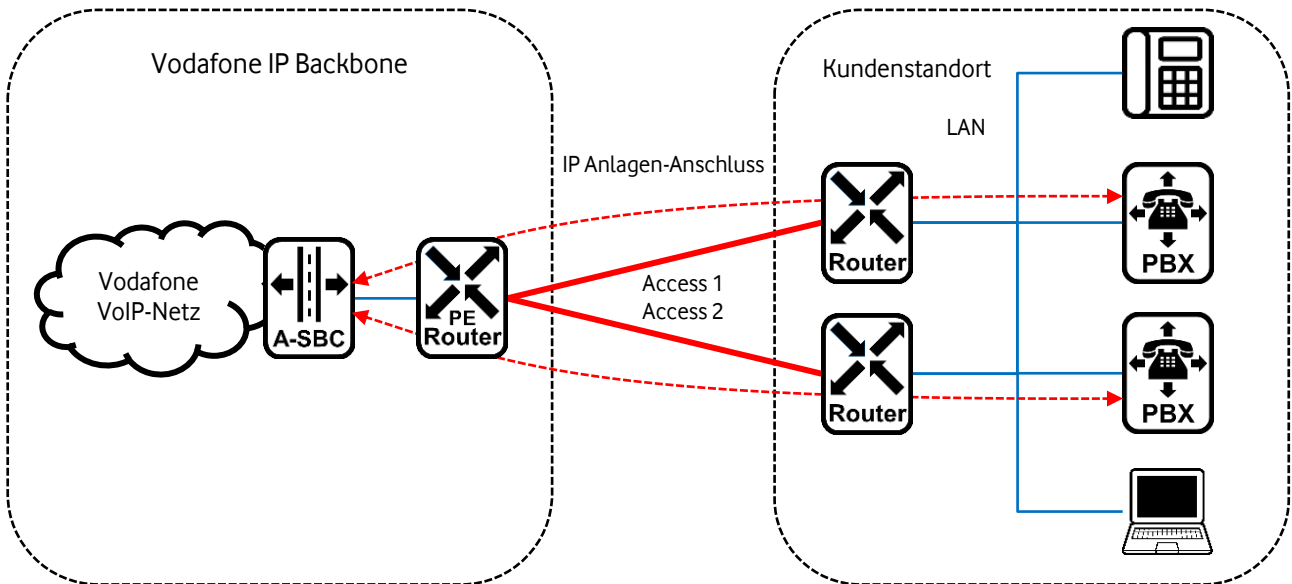 Vodafone IP Backbone
Kundenstandort
LAN
IP Anlagen-Anschluss
Router
PBX
Vodafone
VoIP-Netz
A-SBC
PE
Router
Access 1
Access 2
Router
PBX